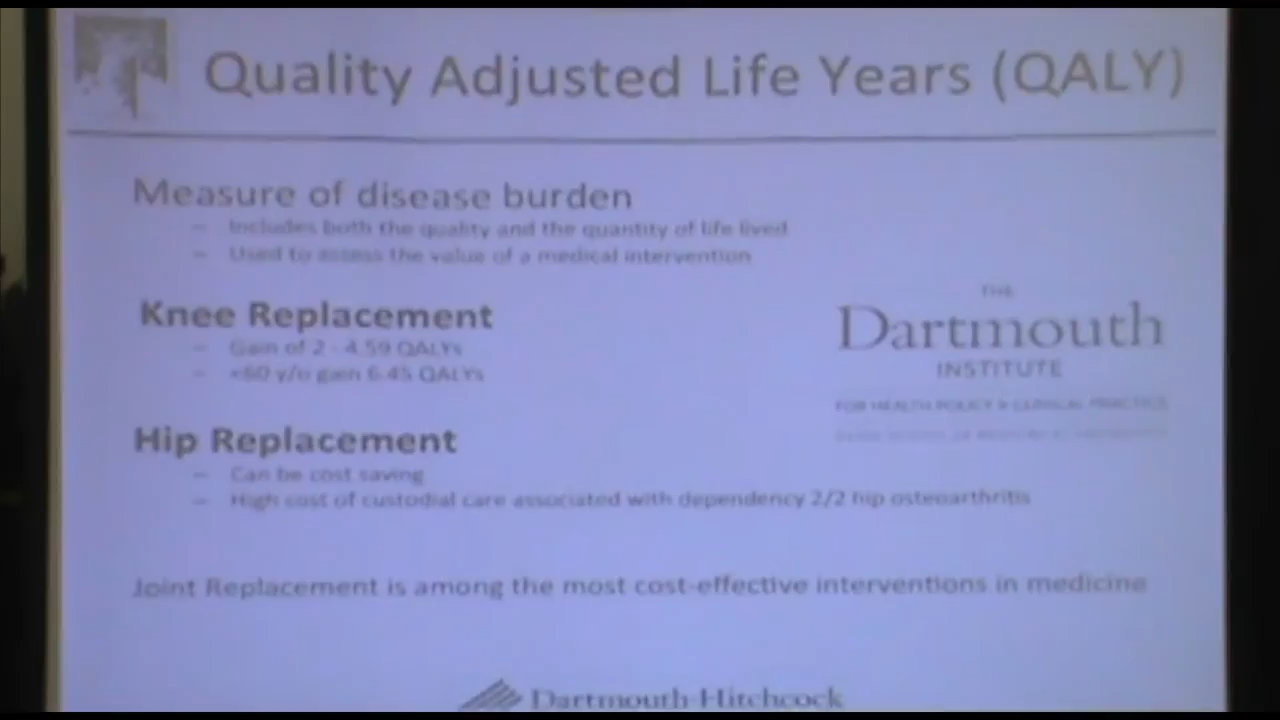 Quality Adjusted Life Years (QALY)
Measure of disease burden
– Includes both the quality and the quantity of life lived
– Used to assess the value of a medical intervention
Knee Replacement
– Gain of 2 - 4.59 QALYs
– <60 y/o gain 6.45 QALYs
Hip Replacement
– Can be cost saving
– High cost of custodial care associated with dependency 2/2 hip osteoarthritis
THE
Dartmouth
INSTITUTE
FOR HEALTH POLICY & CLINICAL PRACTICE
Joint Replacement is among the most cost-effective interventions in medicine
Dartmouth-Hitchcock